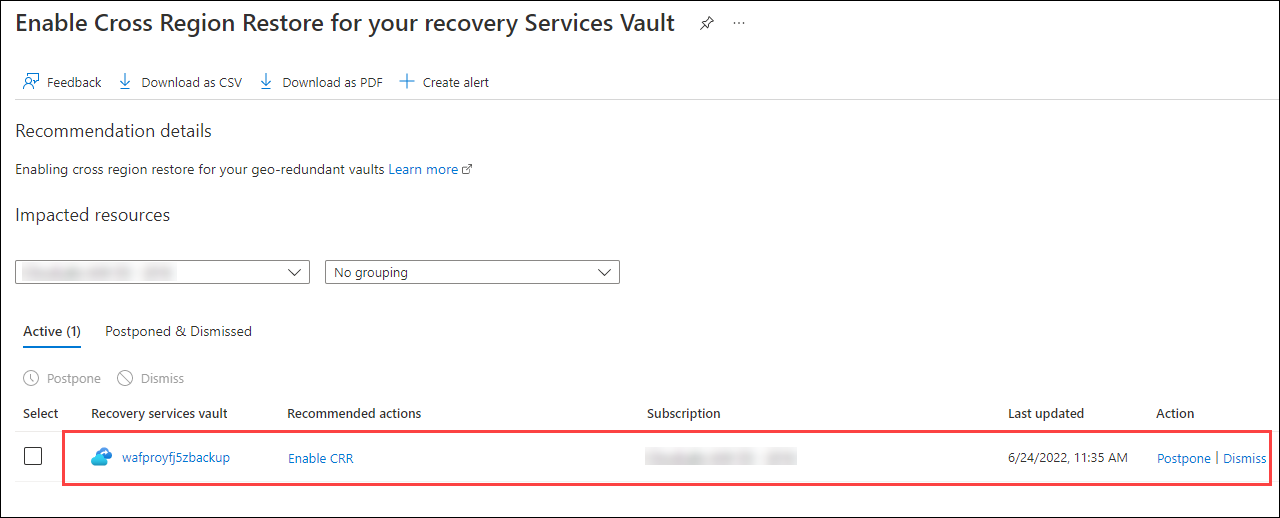 Enable Cross Region Restore for your recovery Services Vault ...
Feedback Download as CSV Download as PDF Create alert
Recommendation details
Enabling cross region restore for your geo-redundant vaults Learn more
Impacted resources
No grouping
Active (1) Postponed & Dismissed
Postpone Dismiss
Select Recovery services vault Recommended actions Subscription Last updated Action
wafproyfj5zbackup Enable CRR 6/24/2022, 11:35 AM Postpone | Dismiss